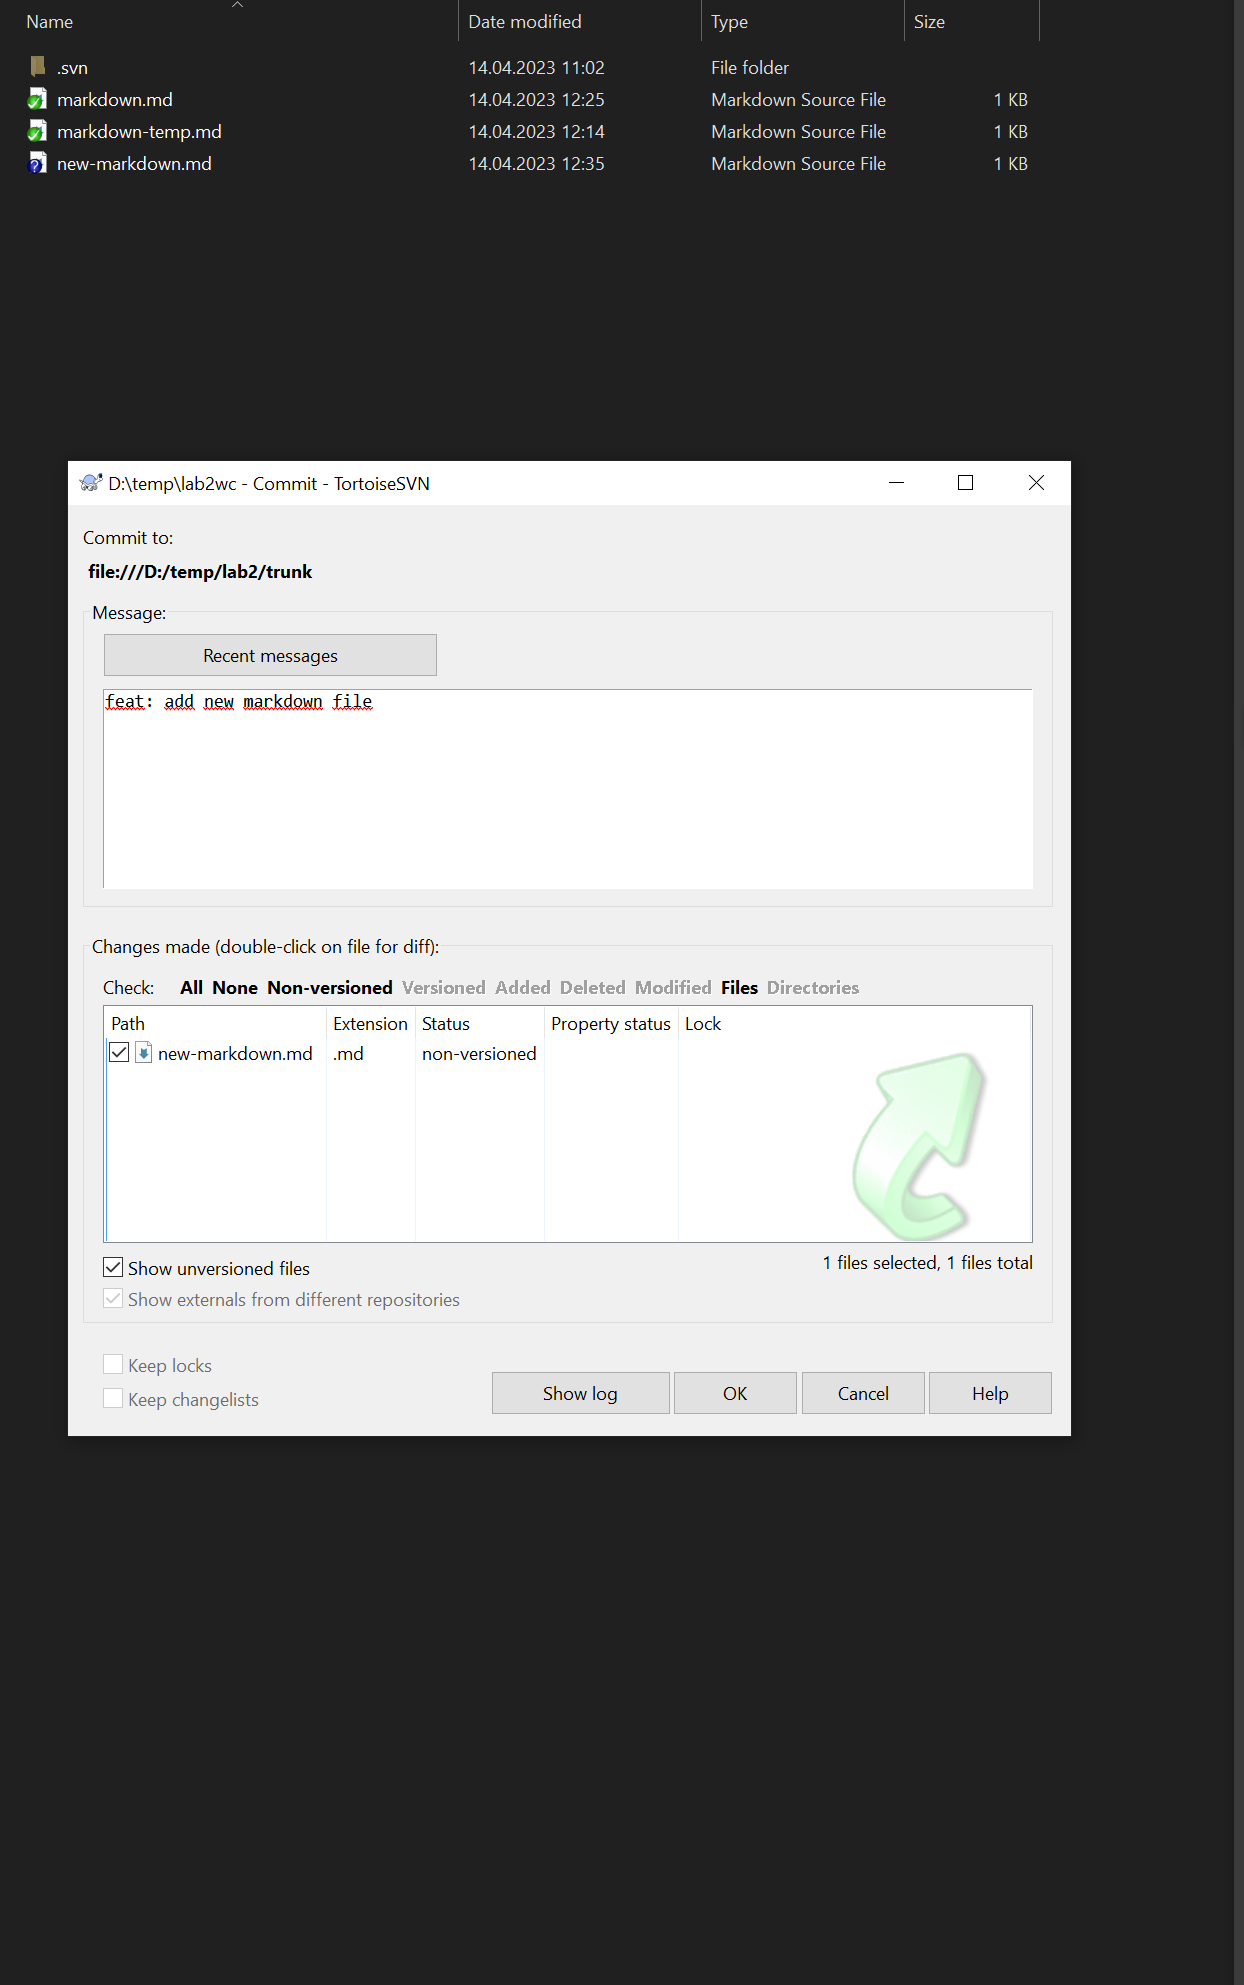 Name Date modified Type Size
.svn 14.04.2023 11:02 File folder
markdown.md 14.04.2023 12:25 Markdown Source File 1 KB
markdown-temp.md 14.04.2023 12:14 Markdown Source File 1 KB
new-markdown.md 14.04.2023 12:35 Markdown Source File 1 KB
D:\temp\lab2wc - Commit - TortoiseSVN
Commit to:
file:///D:/temp/lab2/trunk
Message:
Recent messages
feat: add new markdown file
Changes made (double-click on file for diff):
Check: All None Non-versioned Versioned Added Deleted Modified Files Directories
Path Extension Status Property status Lock
new-markdown.md .md non-versioned
Show unversioned files 1 files selected, 1 files total
Show externals from different repositories
Keep locks
Keep changelists
Show log OK Cancel Help